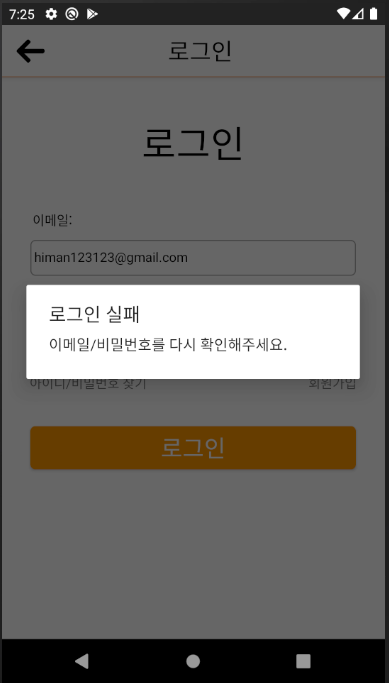 7:25
로그인
로그인
이메일:
himan123123@gmail.com
로그인 실패
이메일/비밀번호를 다시 확인해주세요.
아이디/비밀번호 찾기
회원가입
로그인